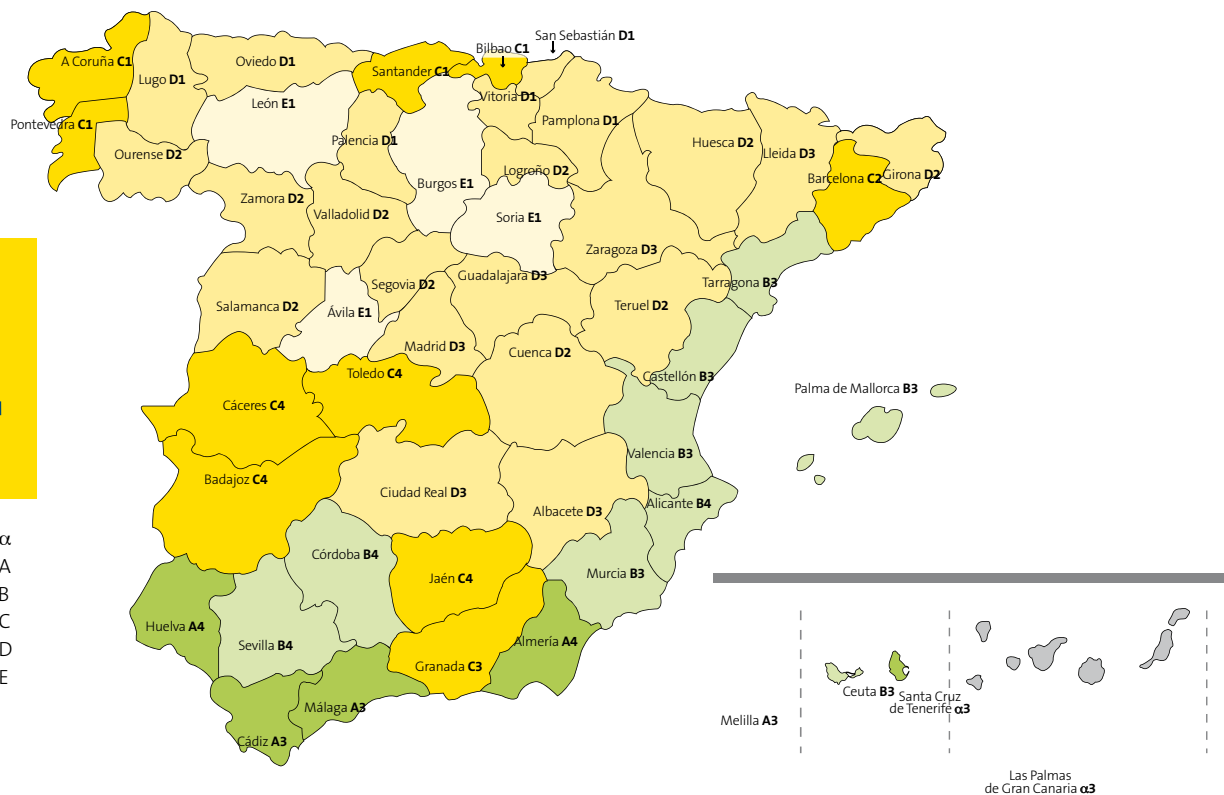 San Sebastián D1
Bilbao C1
A Coruña C1
Oviedo D1
Santander C1
Lugo D1
Vitoria D1
León E1
Pamplona D1
Pontevedra C1
Palencia D1
Huesca D2
Lleida D3
Ourense D2
Logroño D2
Barcelona C2
Girona D2
Burgos E1
Zamora D2
Valladolid D2
Soria E1
Zaragoza D3
Guadalajara D3
Segovia D2
Tarragona B3
Salamanca D2
Ávila E1
Teruel D2
Madrid D3
Cuenca D2
Toledo C4
Castellón B3
Palma de Mallorca B3
Cáceres C4
Valencia B3
Badajoz C4
Ciudad Real D3
Alicante B4
Albacete D3
α
A
B
C
D
E
Córdoba B4
Jaén C4
Murcia B3
Huelva A4
Sevilla B4
Almería A4
Granada C3
Málaga A3
Cádiz A3
Ceuta B3
Santa Cruz
de Tenerife α3
Melilla A3
Las Palmas
de Gran Canaria α3